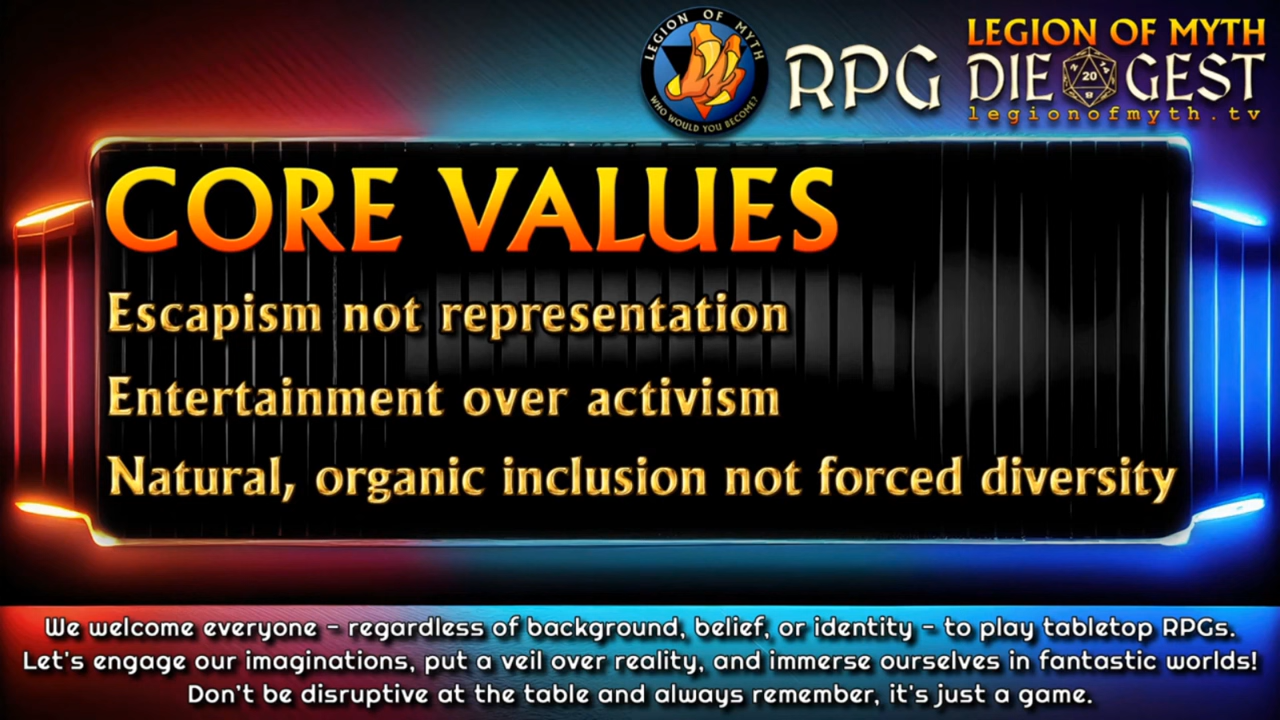 LEGION OF MYTH
WHO WOULD YOU BECOME?
RPG
LEGION OF MYTH
DIE GEST
20
legionofmyth.tv
CORE VALUES
Escapism not representation
Entertainment over activism
Natural, organic inclusion not forced diversity
We welcome everyone - regardless of background, belief, or identity - to play tabletop RPGs.
Let's engage our imaginations, put a veil over reality, and immerse ourselves in fantastic worlds!
Don't be disruptive at the table and always remember, it's just a game.